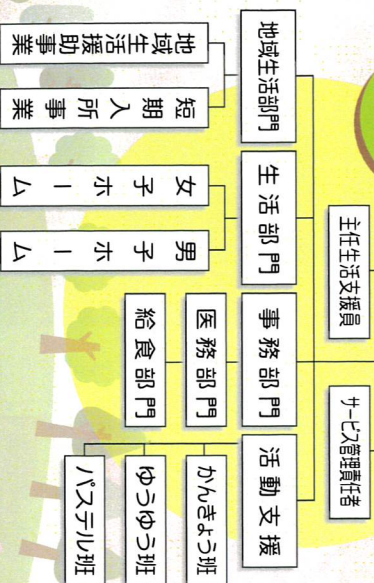 主任生活支援員
サービス管理責任者
地域生活部門
生活部門
事務部門
活動支援
地域生活援助事業
短期入所事業
女子ホーム
男子ホーム
医務部門
給食部門
かんきょう班
ゆうゆう班
パステル班